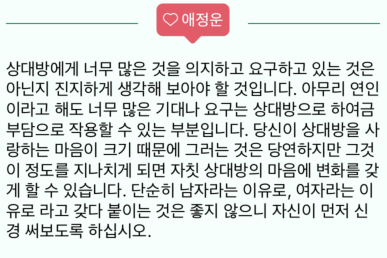 애정운
상대방에게 너무 많은 것을 의지하고 요구하고 있는 것은
아닌지 진지하게 생각해 보아야 할 것입니다. 아무리 연인
이라고 해도 너무 많은 기대나 요구는 상대방으로 하여금
부담으로 작용할 수 있는 부분입니다. 당신이 상대방을 사
랑하는 마음이 크기 때문에 그러는 것은 당연하지만 그것
이 정도를 지나치게 되면 자칫 상대방의 마음에 변화를 갖
게 할 수 있습니다. 단순히 남자라는 이유로, 여자라는 이
유로 라고 갖다 붙이는 것은 좋지 않으니 자신이 먼저 신
경 써보도록 하십시오.